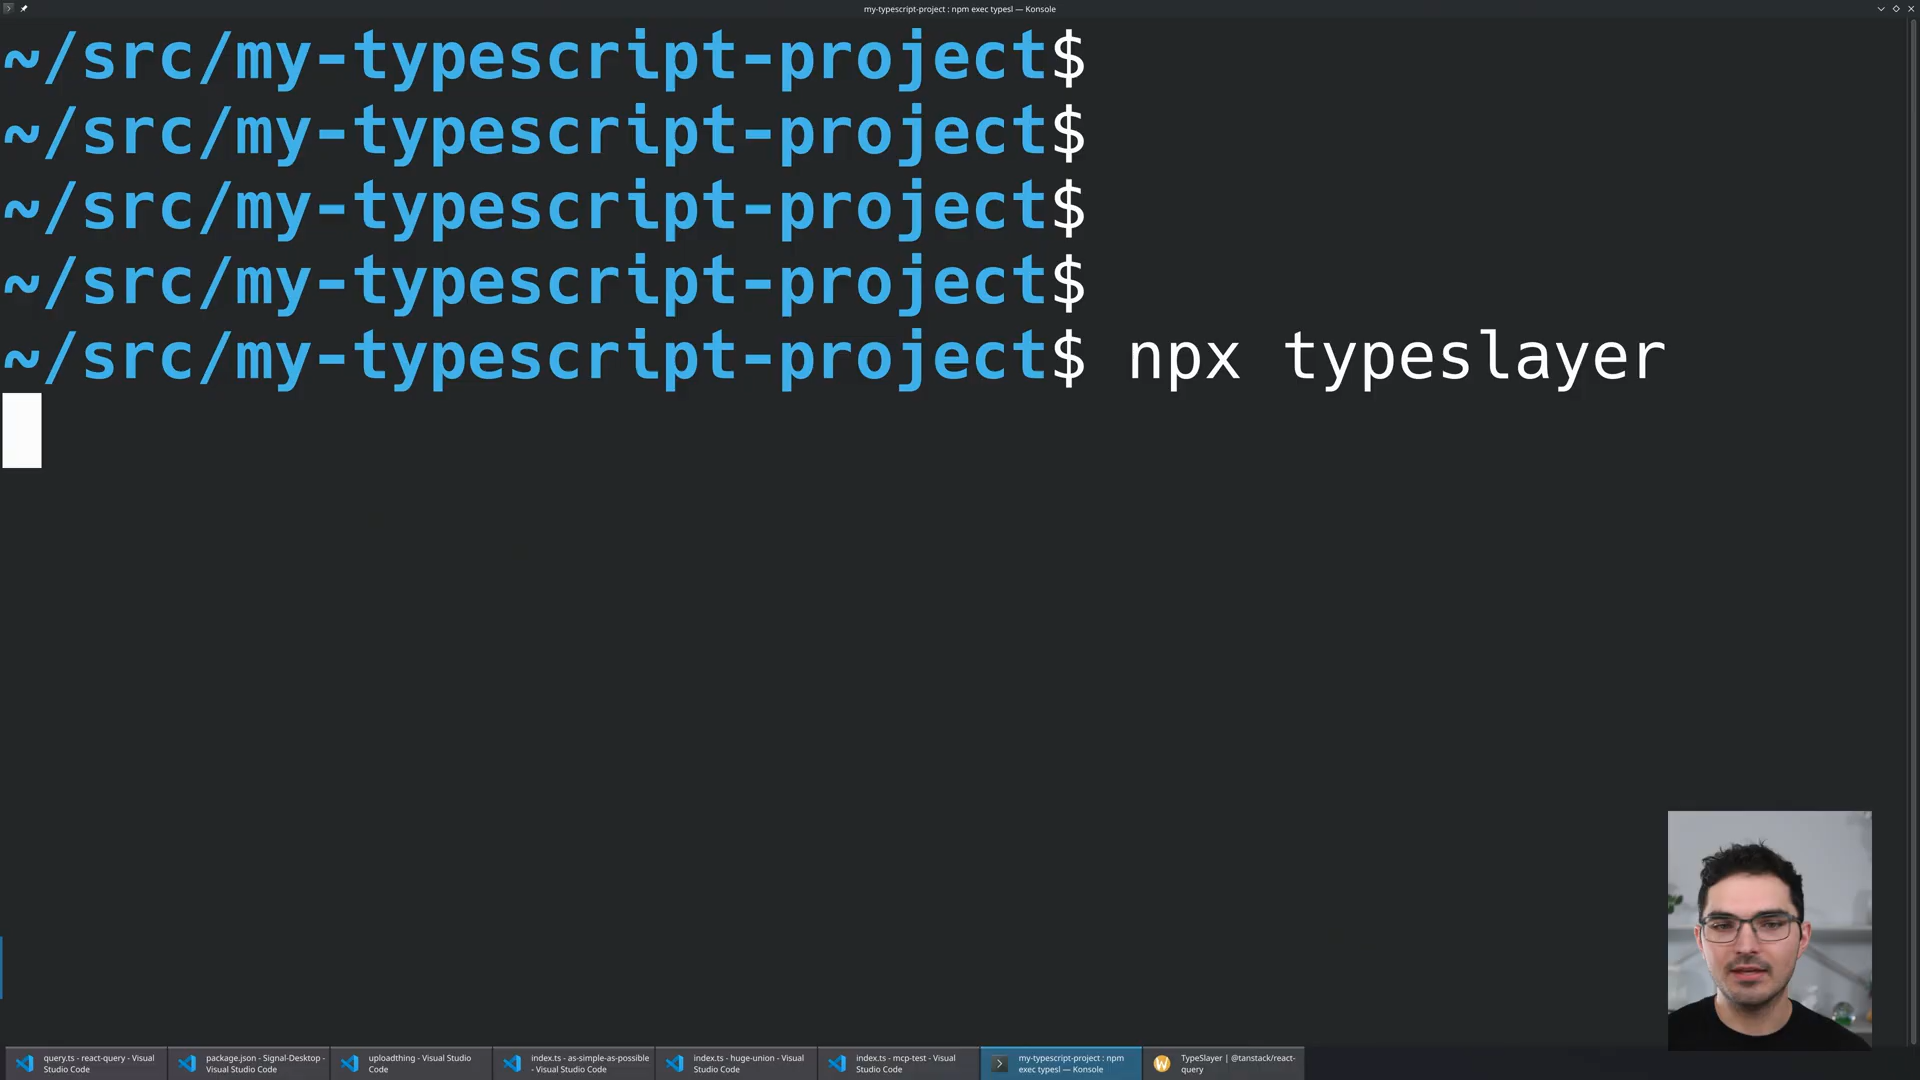 my-typescript-project : npm exec typesl — Konsole
~/src/my-typescript-project$
~/src/my-typescript-project$
~/src/my-typescript-project$
~/src/my-typescript-project$
~/src/my-typescript-project$ npx typeslayer
query.ts - react-query - Visual
Studio Code
package.json - Signal-Desktop -
Visual Studio Code
uploadthing - Visual Studio
Code
index.ts - as-simple-as-possible
- Visual Studio Code
index.ts - huge-union - Visual
Studio Code
index.ts - mcp-test - Visual
Studio Code
my-typescript-project : npm
exec typesl — Konsole
TypeSlayer | @tanstack/react-
query